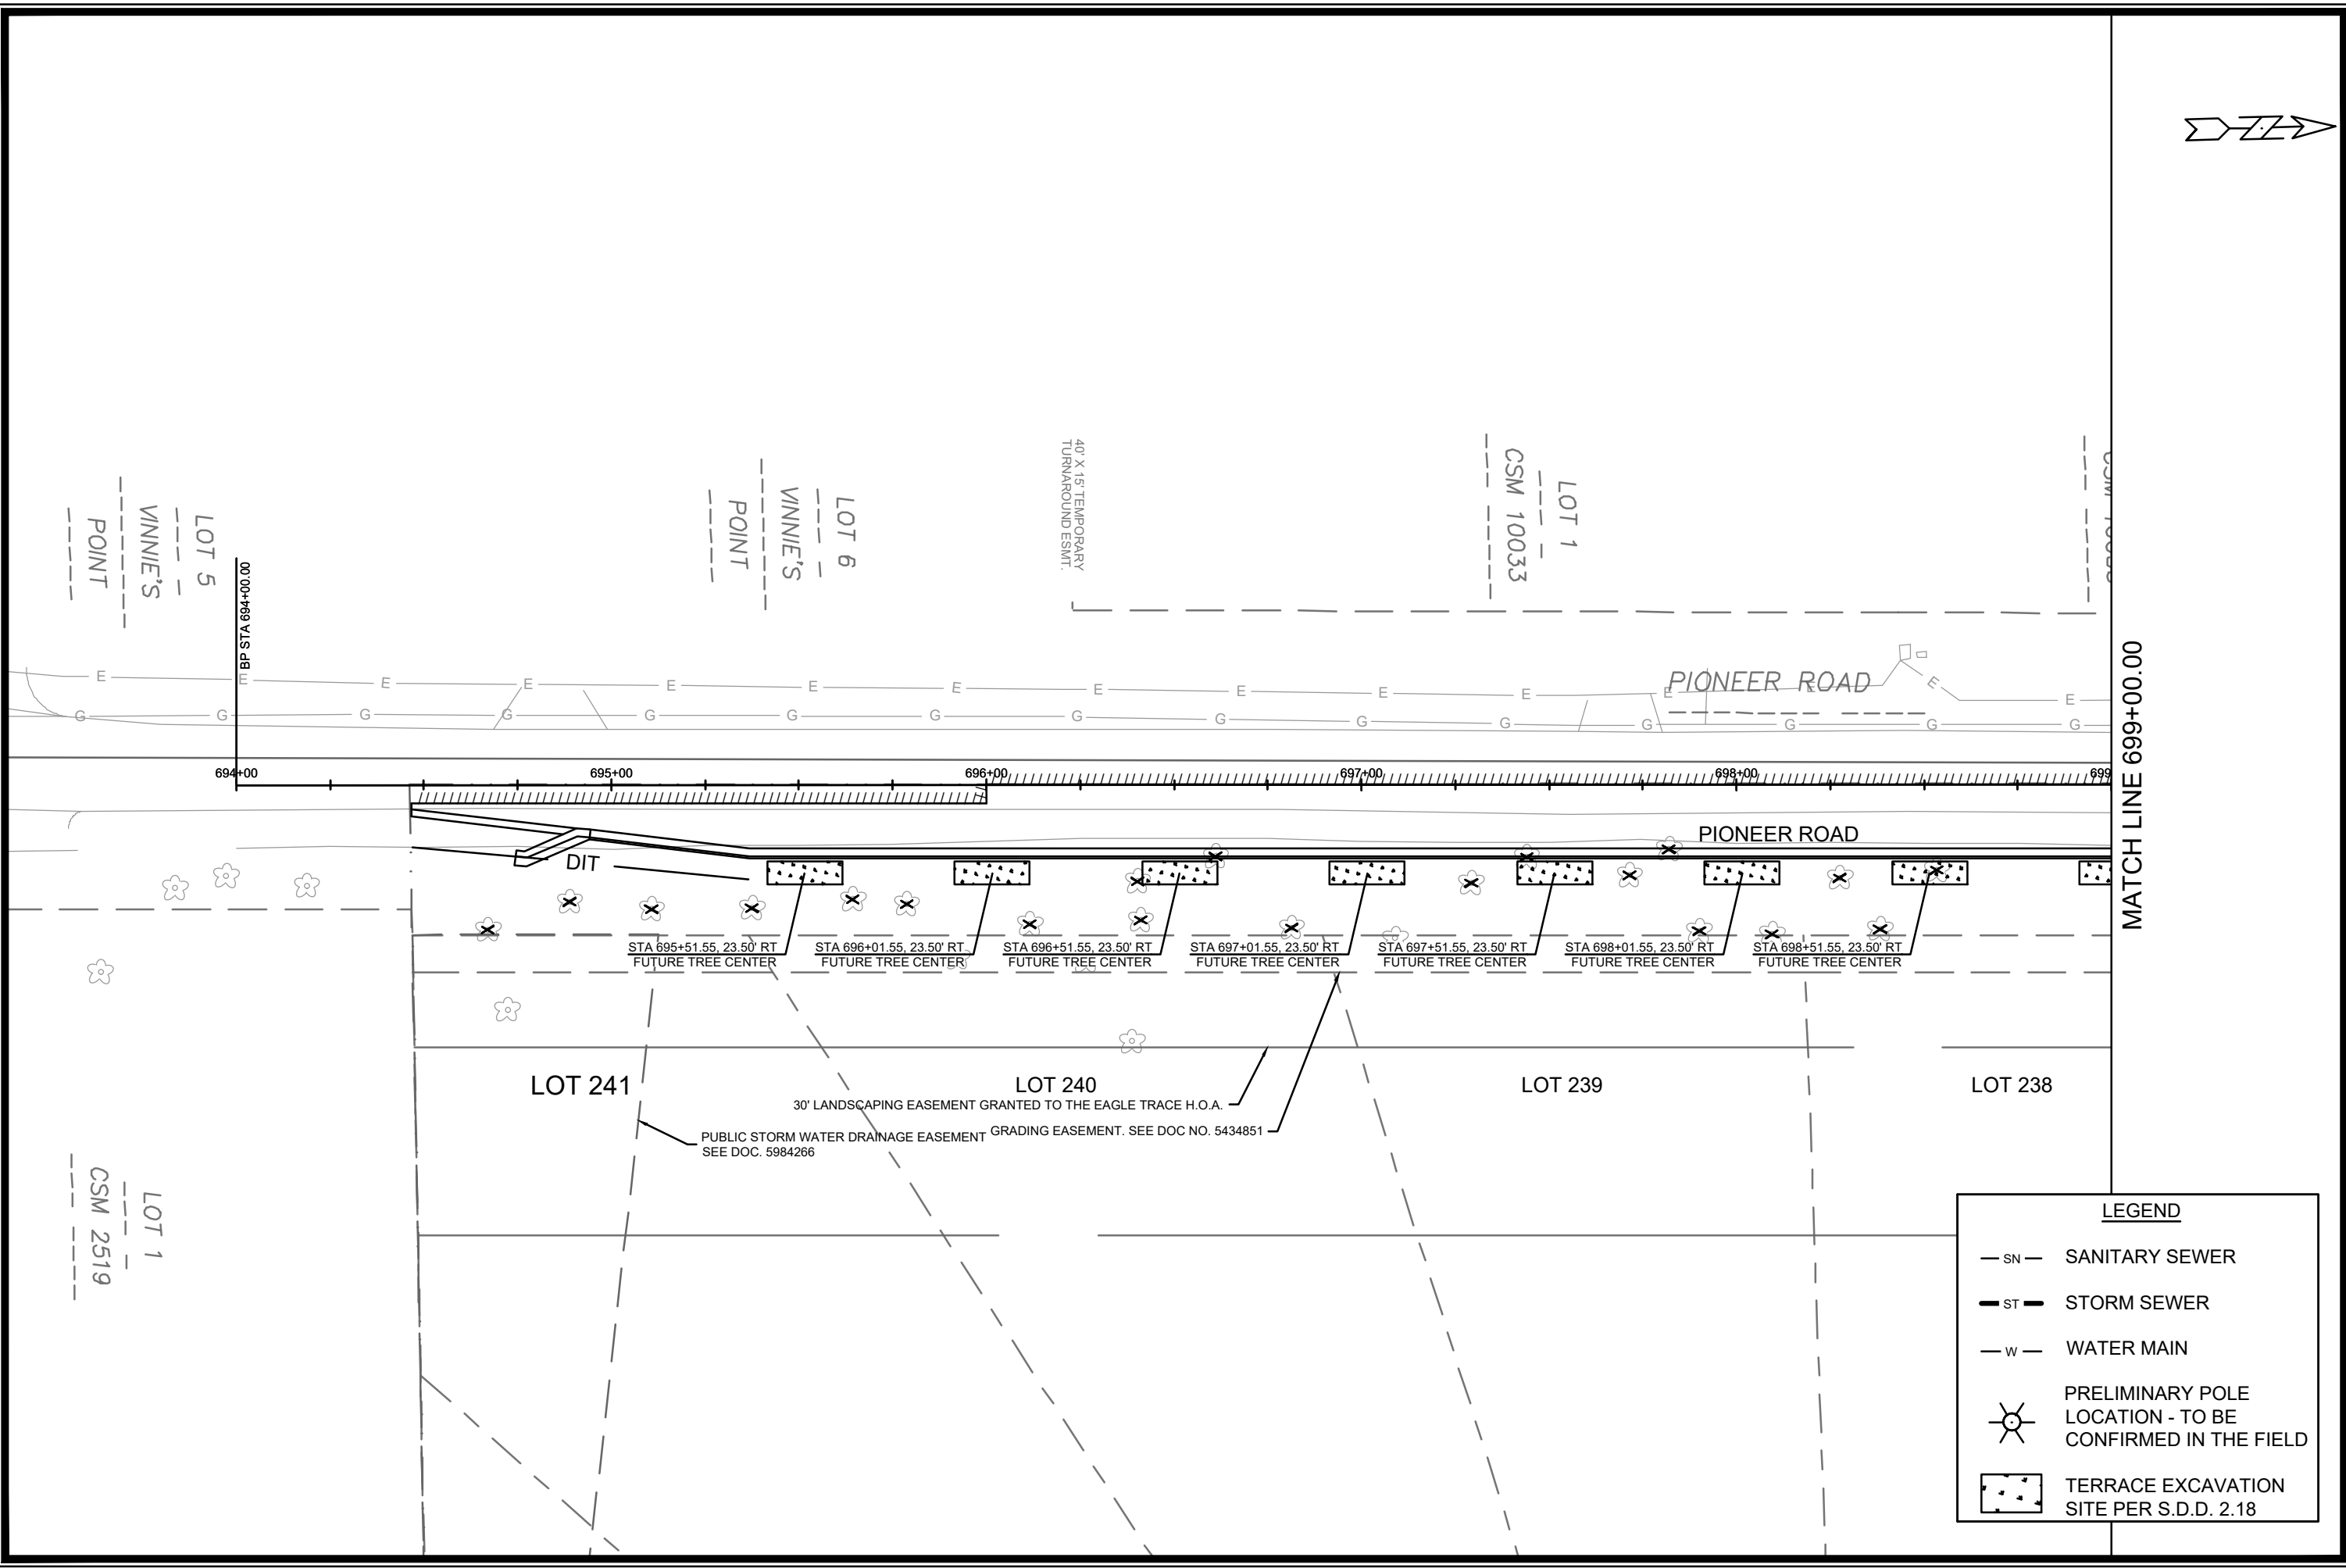 40' X 15' TEMPORARY
TURNAROUND ESMT.
LOT 5
VINNIE'S
POINT
LOT 6
VINNIE'S
POINT
LOT 1
CSM 10033
BP STA 694+00.00
E E E E E E E E E E E E E E E
PIONEER ROAD
G G G G G G G G G G G G G G G
694+00
695+00
696+00
697+00
698+00
699
PIONEER ROAD
MATCH LINE 699+00.00
DIT
STA 695+51.55, 23.50' RT
FUTURE TREE CENTER
STA 696+01.55, 23.50' RT
FUTURE TREE CENTER
STA 696+51.55, 23.50' RT
FUTURE TREE CENTER
STA 697+01.55, 23.50' RT
FUTURE TREE CENTER
STA 697+51.55, 23.50' RT
FUTURE TREE CENTER
STA 698+01.55, 23.50' RT
FUTURE TREE CENTER
STA 698+51.55, 23.50' RT
FUTURE TREE CENTER
LOT 241
LOT 240
LOT 239
LOT 238
30' LANDSCAPING EASEMENT GRANTED TO THE EAGLE TRACE H.O.A.
GRADING EASEMENT. SEE DOC NO. 5434851
PUBLIC STORM WATER DRAINAGE EASEMENT
SEE DOC. 5984266
LOT 1
CSM 2519
LEGEND
SN SANITARY SEWER
ST STORM SEWER
W WATER MAIN
PRELIMINARY POLE
LOCATION - TO BE
CONFIRMED IN THE FIELD
TERRACE EXCAVATION
SITE PER S.D.D. 2.18